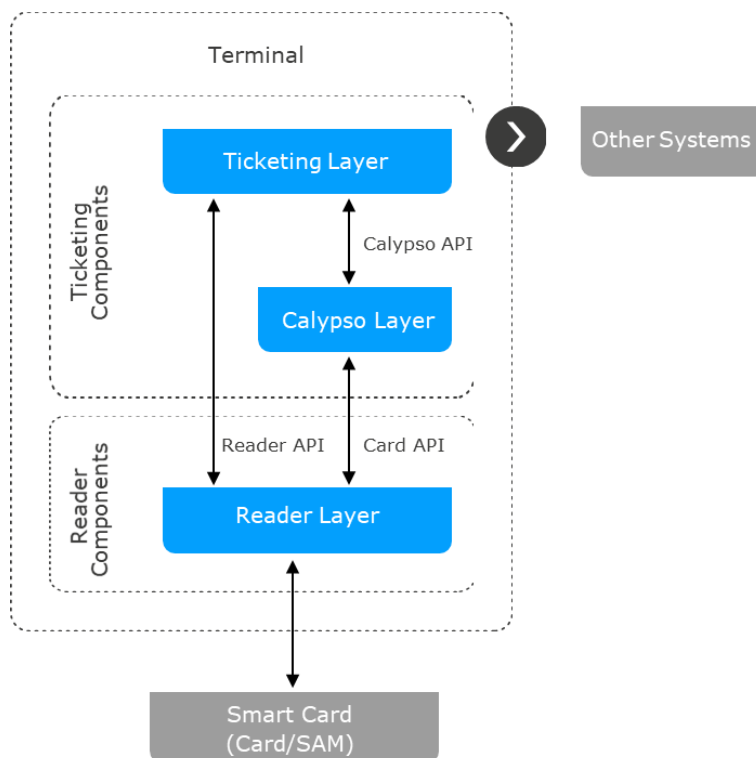 Terminal
Ticketing Layer
Other Systems
Ticketing
Components
Calypso API
Calypso Layer
Reader API
Card API
Reader
Components
Reader Layer
Smart Card
(Card/SAM)